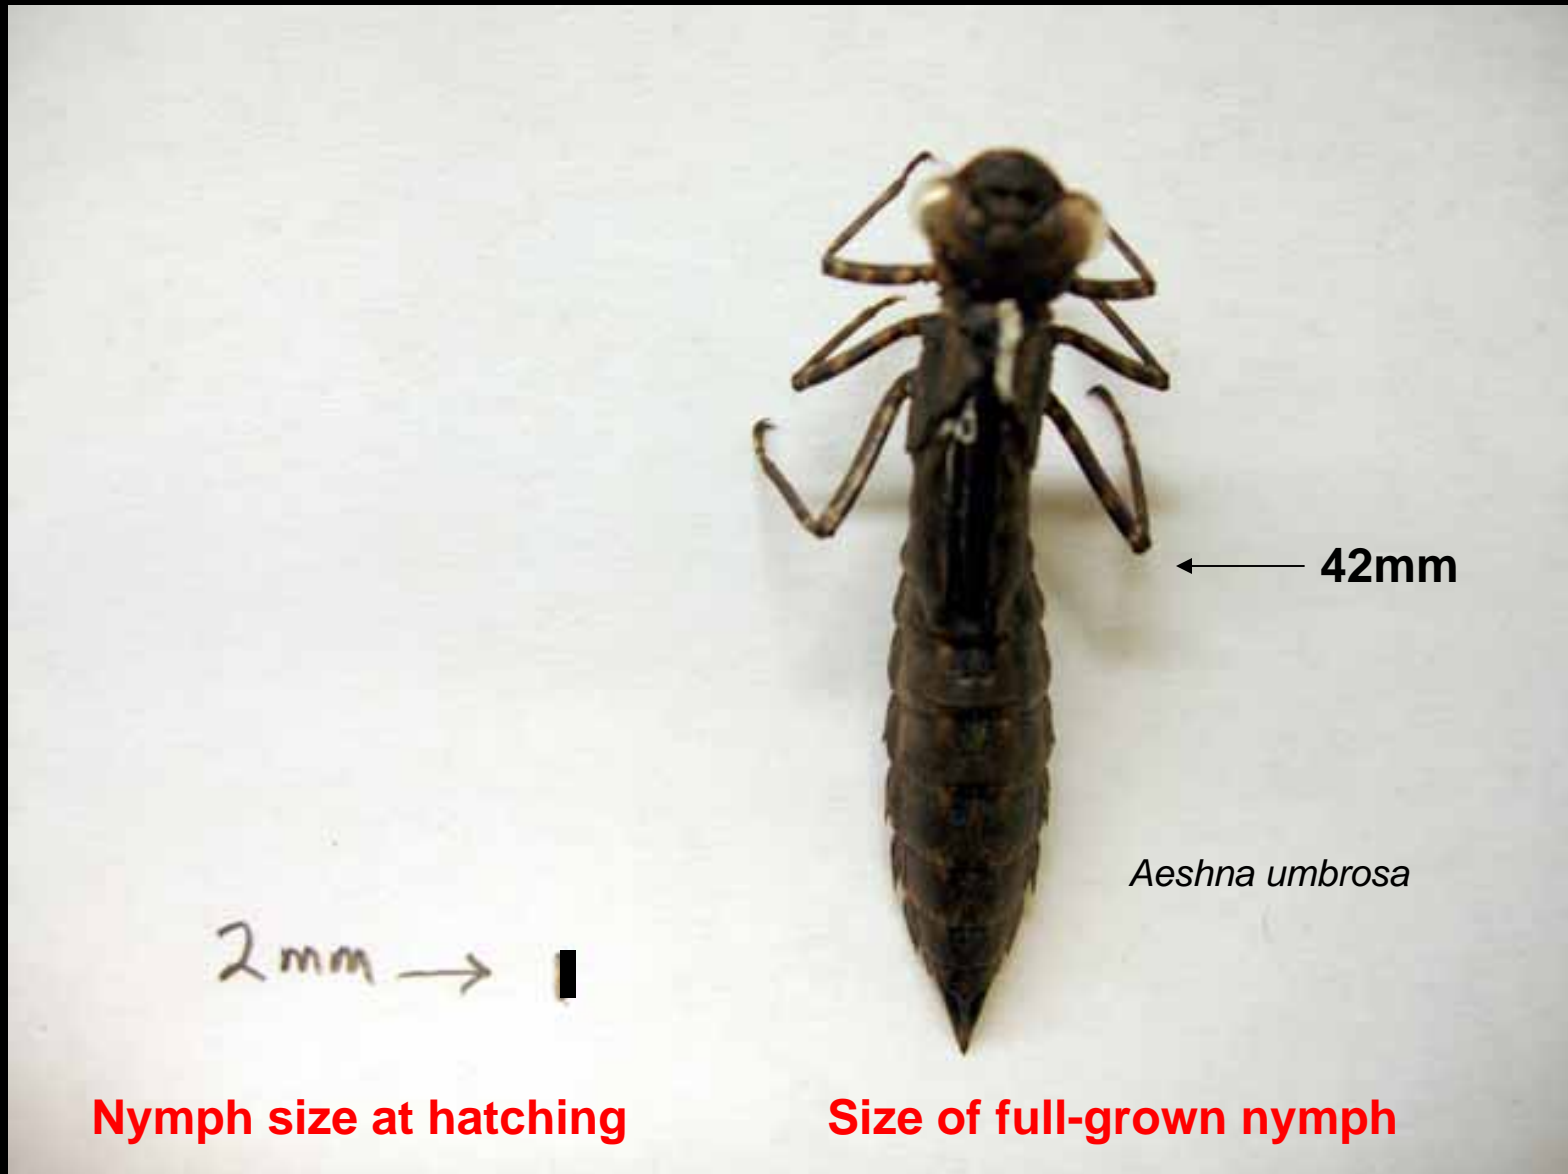 42mm
Aeshna umbrosa
2mm →
Nymph size at hatching
Size of full-grown nymph